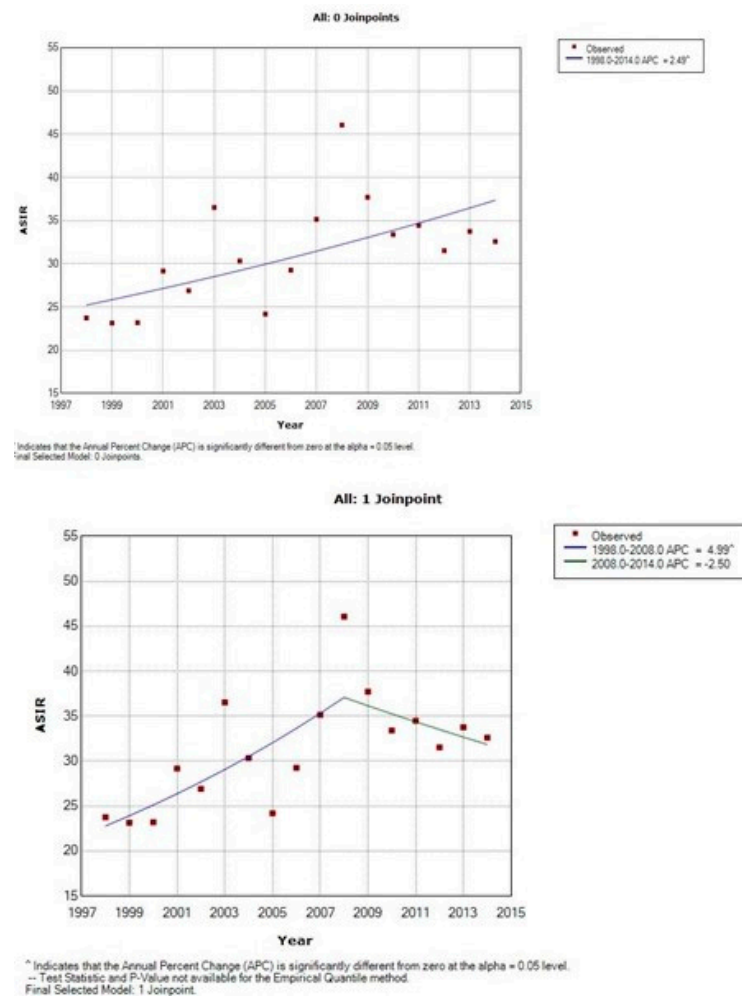 All: 0 Joinpoints
55
50
45
40
35
30
25
20
15
ASIR
1997
1999
2001
2003
2005
2007
2009
2011
2013
2015
Year
Observed
1998.0-2014.0 APC = 2.49^
' Indicates that the Annual Percent Change (APC) is significantly different from zero at the alpha = 0.05 level.
Final Selected Model: 0 Joinpoints.
All: 1 Joinpoint
55
50
45
40
35
30
25
20
15
ASIR
1997
1999
2001
2003
2005
2007
2009
2011
2013
2015
Year
Observed
1998.0-2008.0 APC = 4.99^
2008.0-2014.0 APC = -2.50
^ Indicates that the Annual Percent Change (APC) is significantly different from zero at the alpha = 0.05 level.
-- Test Statistic and P-Value not available for the Empirical Quantile method.
Final Selected Model: 1 Joinpoint.